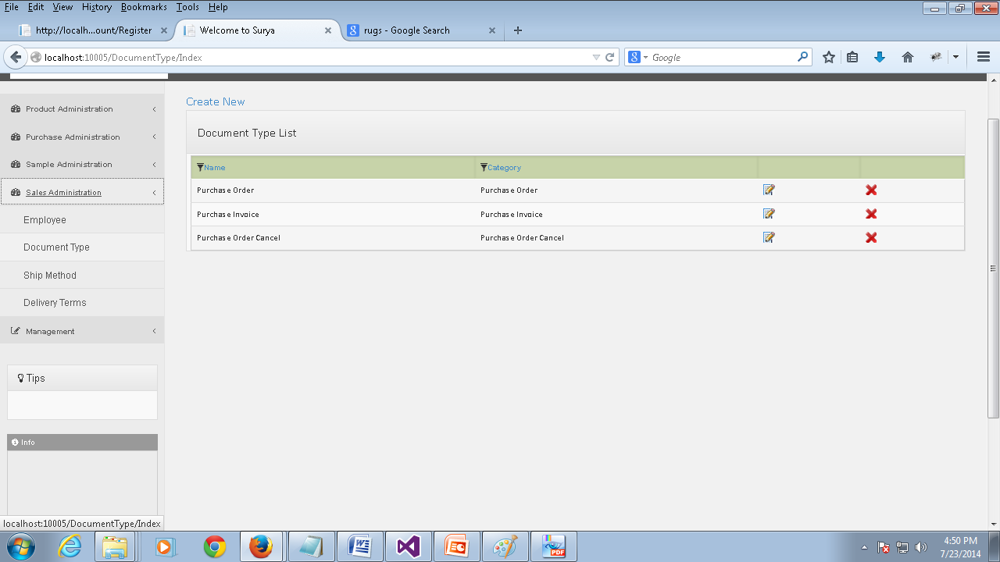 File Edit View History Bookmarks Tools Help
http://localh...ount/Register
Welcome to Surya
rugs - Google Search
localhost:10005/DocumentType/Index
Google
Product Administration
Purchase Administration
Sample Administration
Sales Administration
Employee
Document Type
Ship Method
Delivery Terms
Management
Tips
Info
Create New
Document Type List
Name Category
Purchase Order Purchase Order
Purchase Invoice Purchase Invoice
Purchase Order Cancel Purchase Order Cancel
localhost:10005/DocumentType/Index
PDF
4:50 PM
7/23/2014